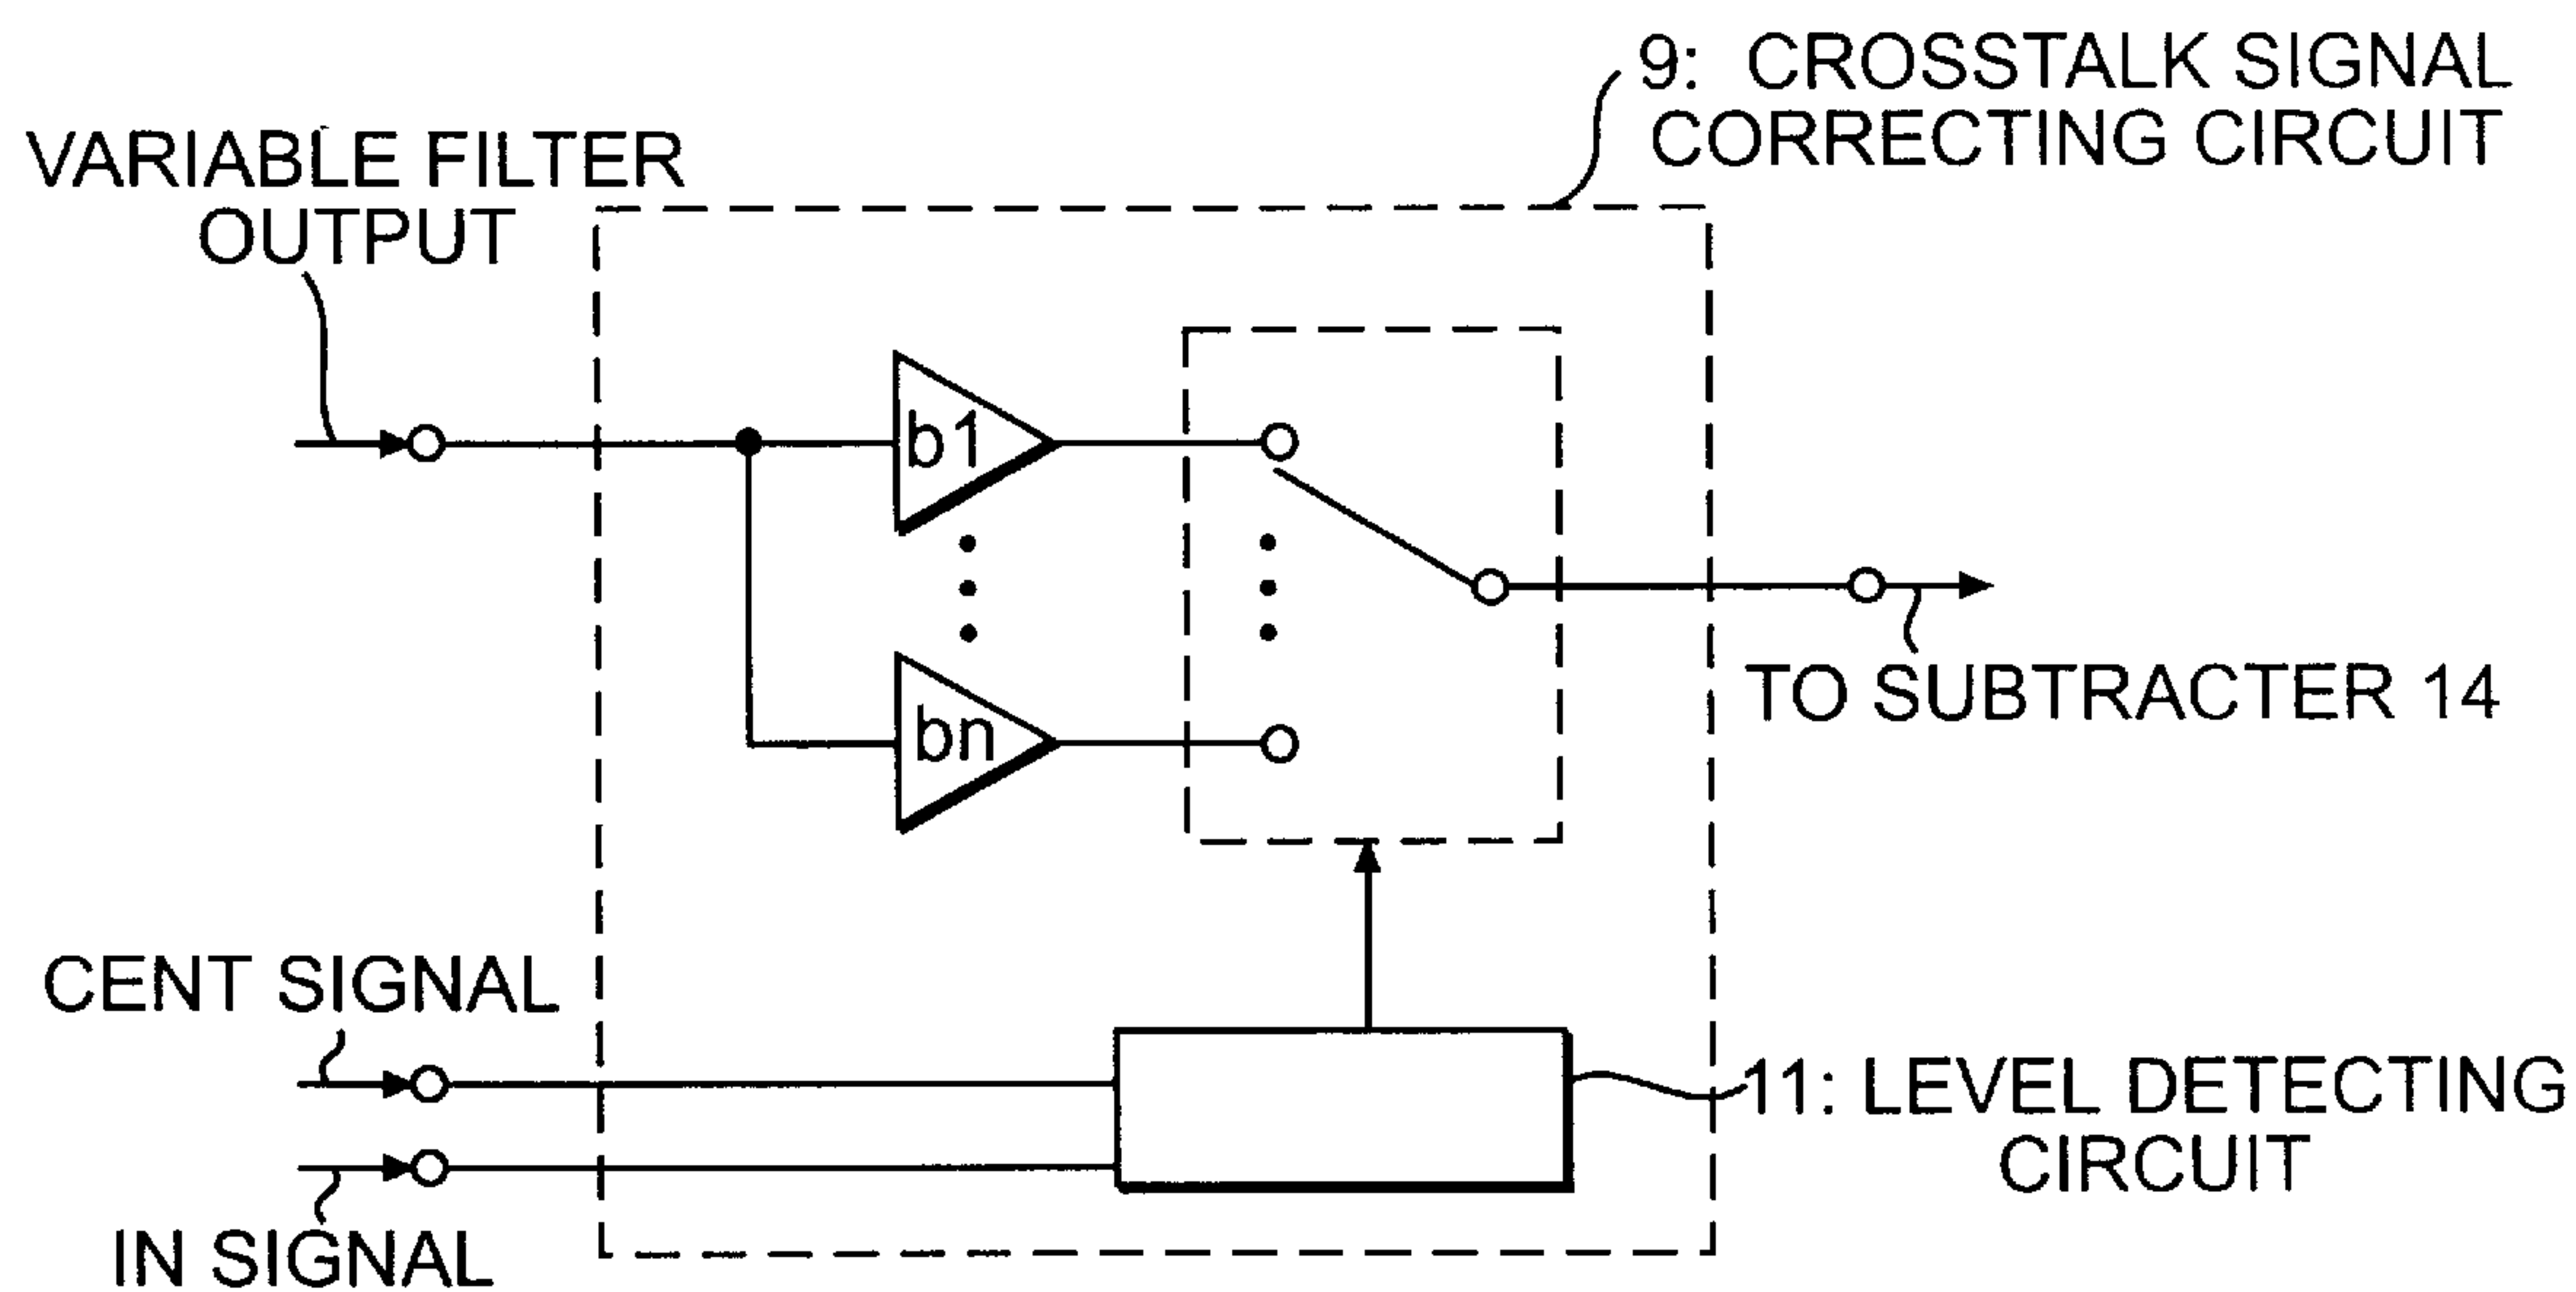 9: CROSSTALK SIGNAL
CORRECTING CIRCUIT
VARIABLE FILTER
OUTPUT
b1
bn
TO SUBTRACTER 14
CENT SIGNAL
11: LEVEL DETECTING
CIRCUIT
IN SIGNAL